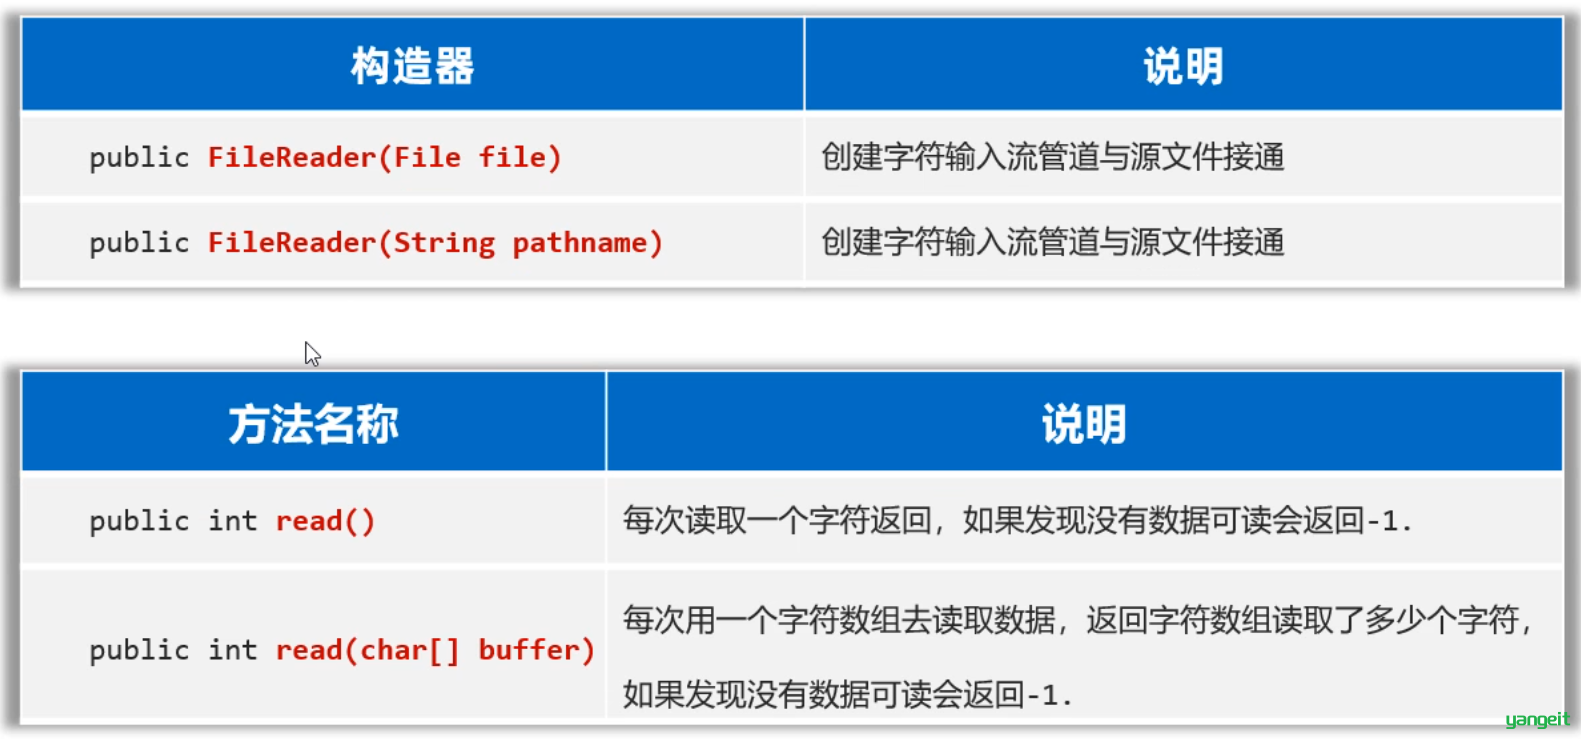 构造器 说明
public FileReader(File file) 创建字符输入流管道与源文件接通
public FileReader(String pathname) 创建字符输入流管道与源文件接通
方法名称 说明
public int read() 每次读取一个字符返回，如果发现没有数据可读会返回-1.
public int read(char[] buffer) 每次用一个字符数组去读取数据，返回字符数组读取了多少个字符，
如果发现没有数据可读会返回-1.
yangeit